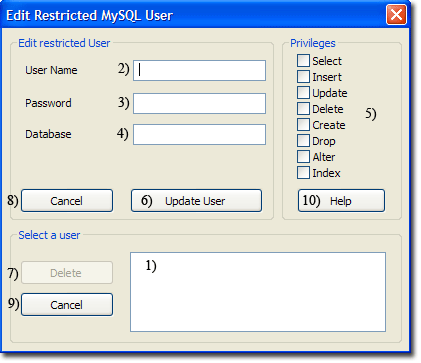 Edit Restricted MySQL User
Edit restricted User
User Name 2)
Password 3)
Database 4)
8) Cancel
6) Update User
Privileges
Select
Insert
Update
Delete
Create
Drop
Alter
Index
5)
10) Help
Select a user
7) Delete
9) Cancel
1)